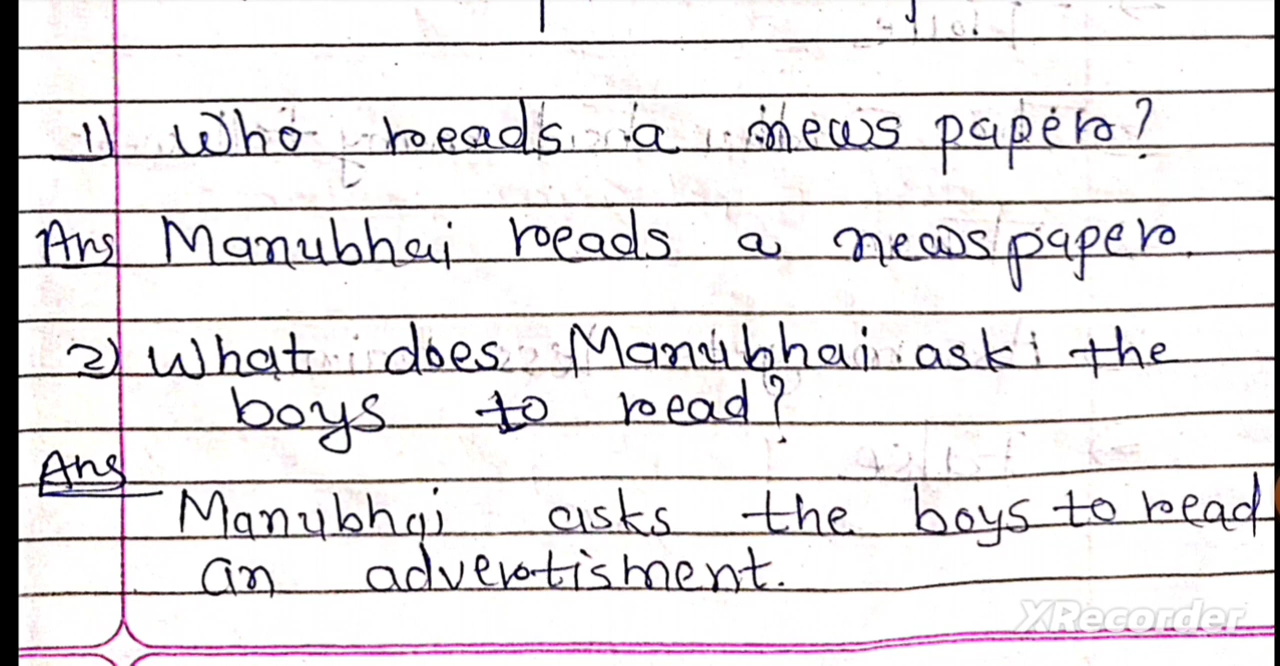 1) Who reads a news paper?
Ans Manubhai reads a newspaper.
2) What does Manubhai ask the
boys to read?
Ans
Manubhai asks the boys to read
an advertisment.
XRecorder